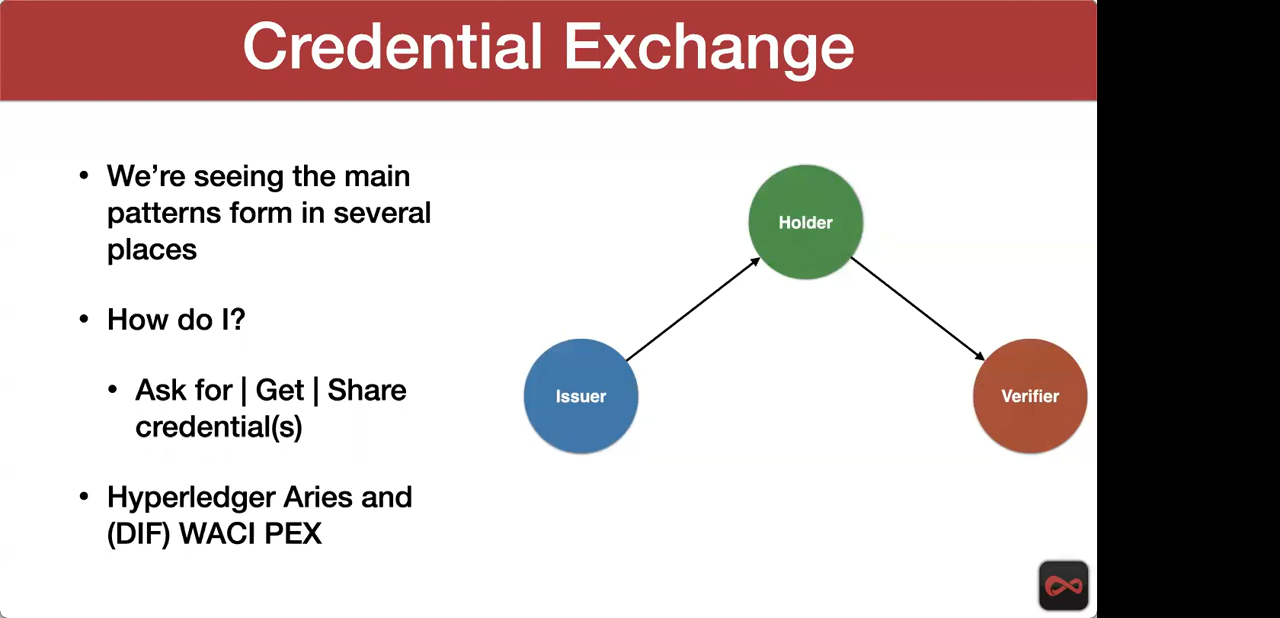 Credential Exchange
• We’re seeing the main
patterns form in several
places
• How do I?
• Ask for | Get | Share
credential(s)
• Hyperledger Aries and
(DIF) WACI PEX
Holder
Issuer
Verifier